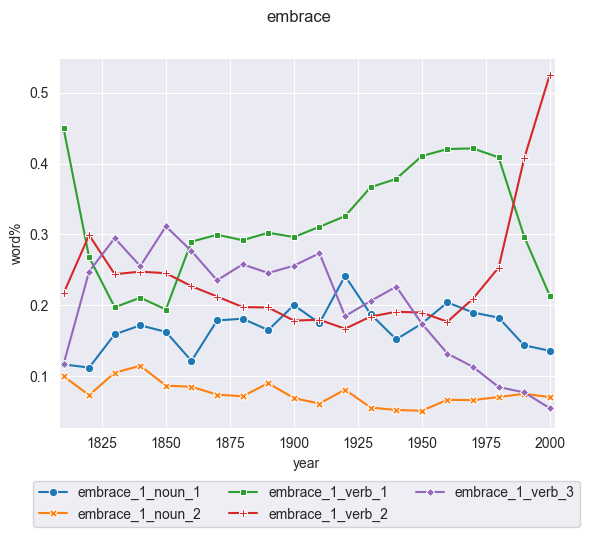 embrace
word%
0.5
0.4
0.3
0.2
0.1
1825 1850 1875 1900 1925 1950 1975 2000
year
embrace_1_noun_1 embrace_1_verb_1 embrace_1_verb_3
embrace_1_noun_2 embrace_1_verb_2